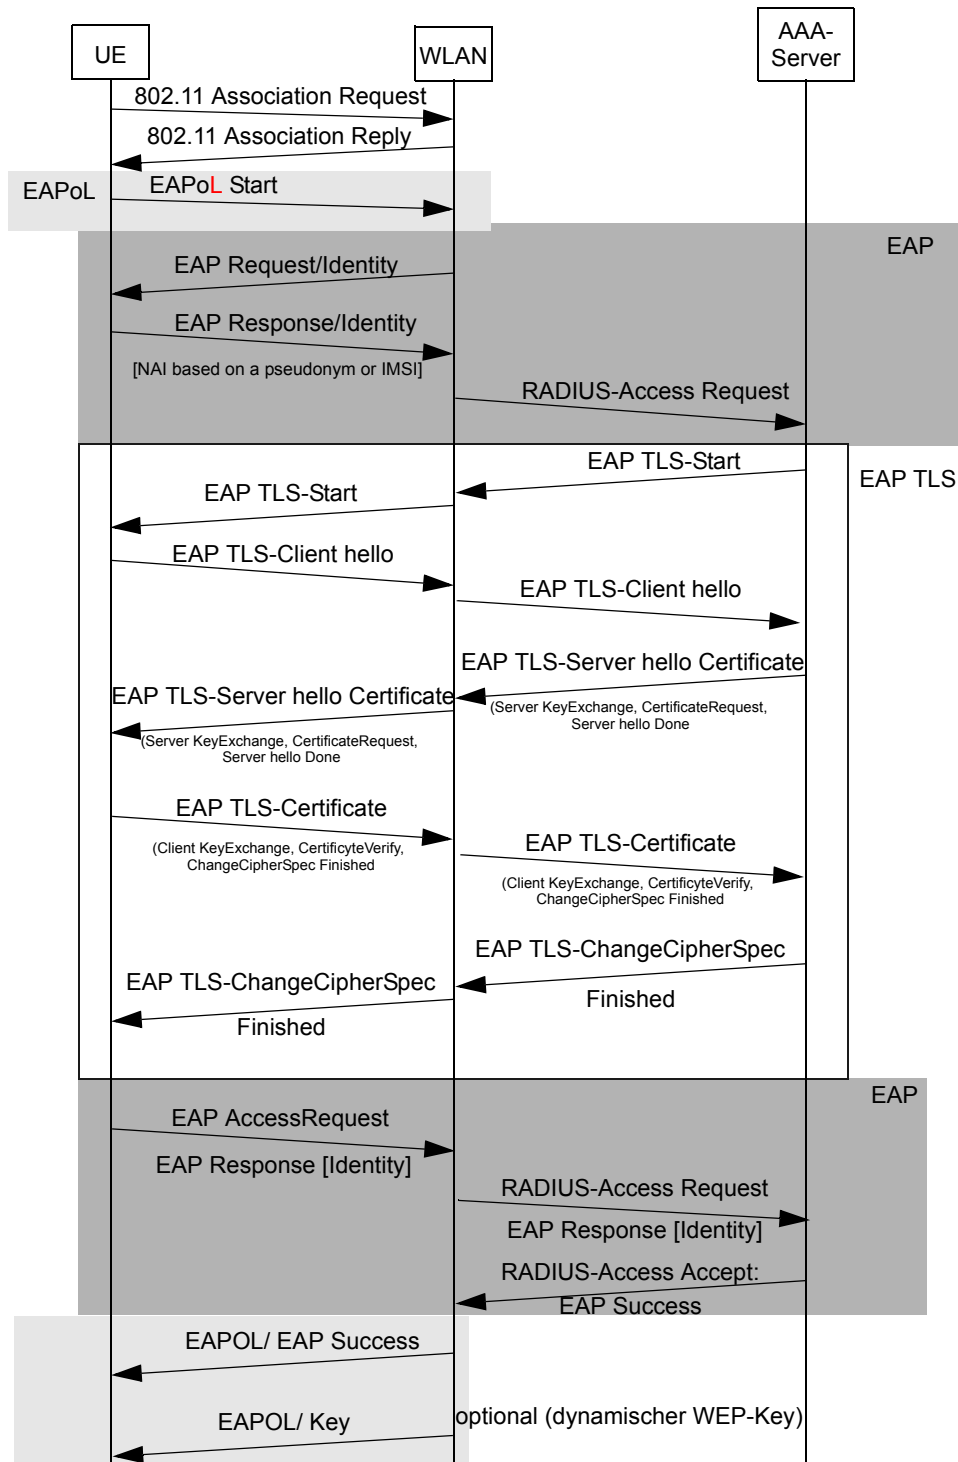 UE
WLAN
AAA-
Server
802.11 Association Request
802.11 Association Reply
EAPoL
EAPoL Start
EAP
EAP Request/Identity
EAP Response/Identity
[NAI based on a pseudonym or IMSI]
RADIUS-Access Request
EAP TLS-Start
EAP TLS
EAP TLS-Start
EAP TLS-Client hello
EAP TLS-Client hello
EAP TLS-Server hello Certificate
(Server KeyExchange, CertificateRequest,
Server hello Done
EAP TLS-Server hello Certificate
(Server KeyExchange, CertificateRequest,
Server hello Done
EAP TLS-Certificate
(Client KeyExchange, CertificyteVerify,
ChangeCipherSpec Finished
EAP TLS-Certificate
(Client KeyExchange, CertificyteVerify,
ChangeCipherSpec Finished
EAP TLS-ChangeCipherSpec
Finished
EAP TLS-ChangeCipherSpec
Finished
EAP
EAP AccessRequest
EAP Response [Identity]
RADIUS-Access Request
EAP Response [Identity]
RADIUS-Access Accept:
EAP Success
EAPOL/ EAP Success
EAPOL/ Key
optional (dynamischer WEP-Key)